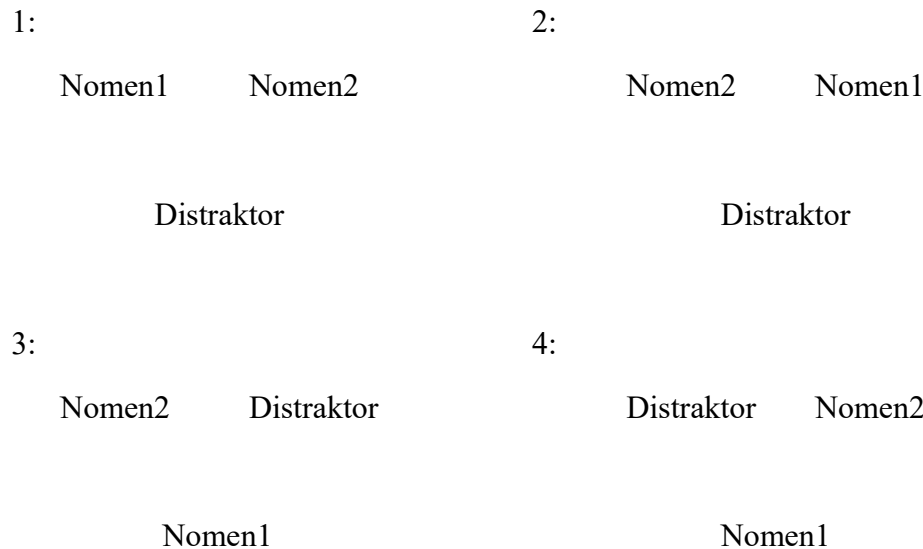 1:
Nomen1 Nomen2
Distraktor
2:
Nomen2 Nomen1
Distraktor
3:
Nomen2 Distraktor
Nomen1
4:
Distraktor Nomen2
Nomen1